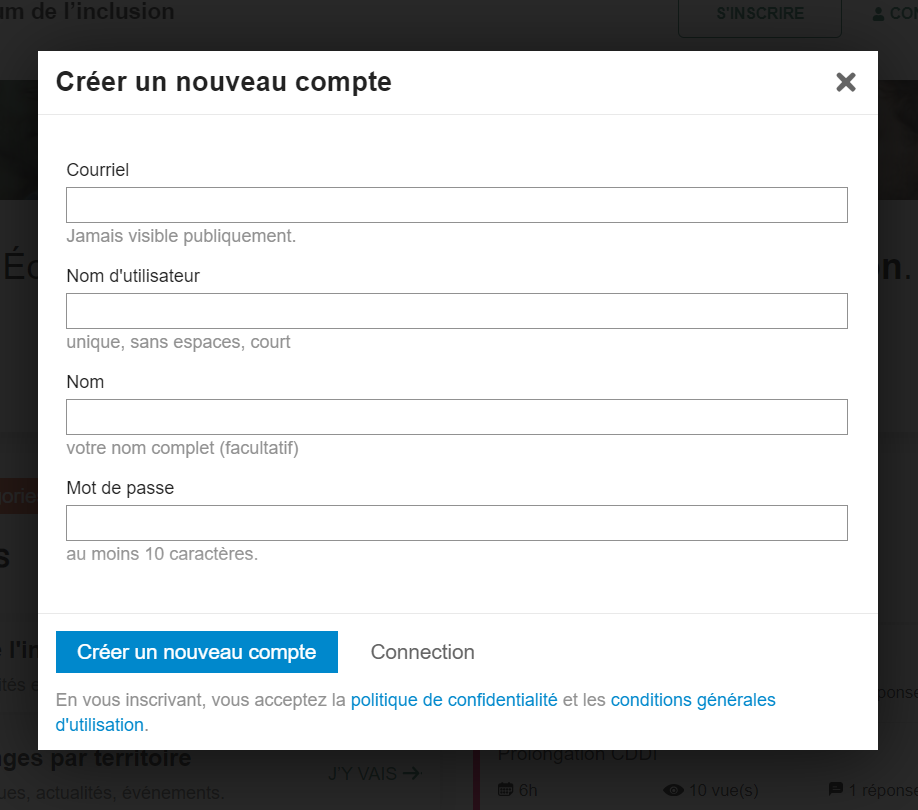 um de l'inclusion
S'INSCRIRE
Créer un nouveau compte
Courriel
Jamais visible publiquement.
Nom d'utilisateur
unique, sans espaces, court
Nom
votre nom complet (facultatif)
Mot de passe
au moins 10 caractères.
Créer un nouveau compte
Connection
En vous inscrivant, vous acceptez la politique de confidentialité et les conditions générales
d'utilisation.
ges par territoire
J'Y VAIS
ues, actualités, événements.
Prolongation CDDI
6h
10 vue(s)
1 réponse